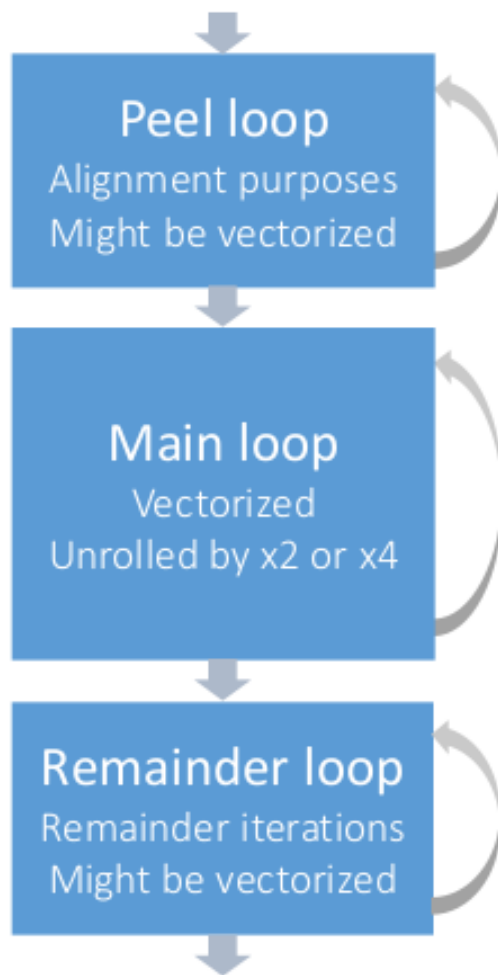 Peel loop
Alignment purposes
Might be vectorized
Main loop
Vectorized
Unrolled by x2 or x4
Remainder loop
Remainder iterations
Might be vectorized